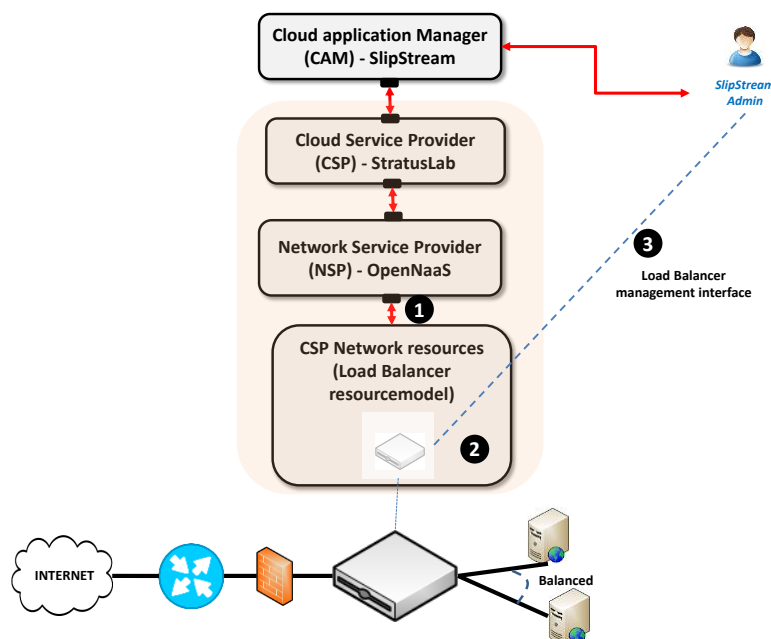 Cloud application Manager
(CAM) - SlipStream
SlipStream
Admin
Cloud Service Provider
(CSP) - StratusLab
Network Service Provider
(NSP) - OpenNaaS
3
Load Balancer
management interface
1
CSP Network resources
(Load Balancer
resourcemodel)
2
INTERNET
Balanced